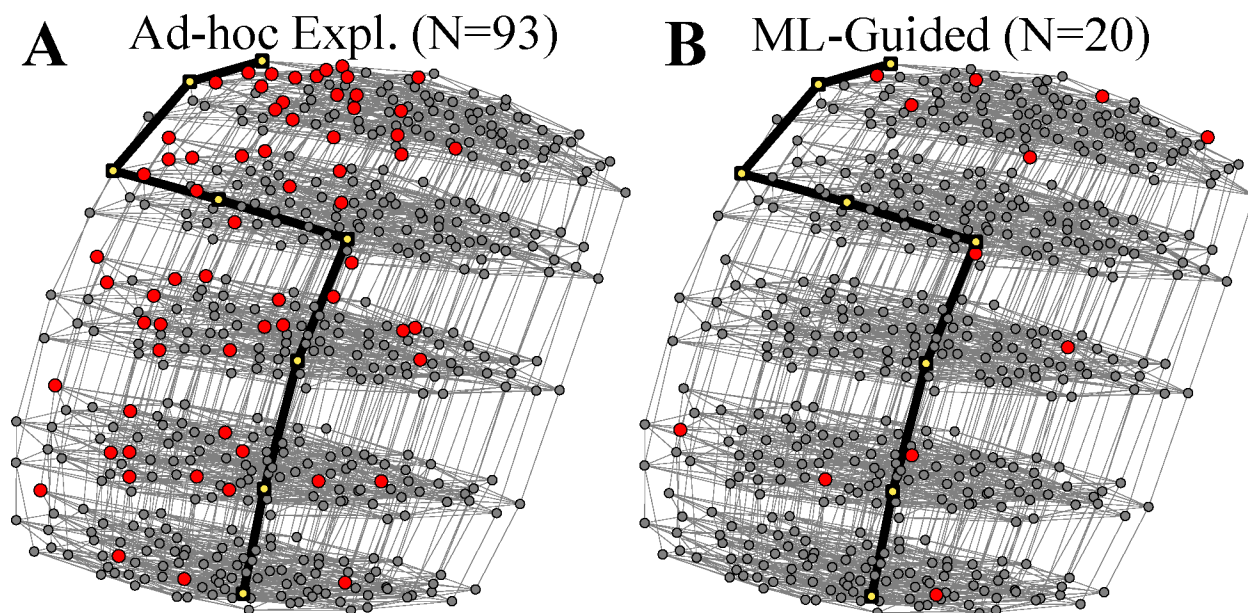 A Ad-hoc Expl. (N=93)
B ML-Guided (N=20)